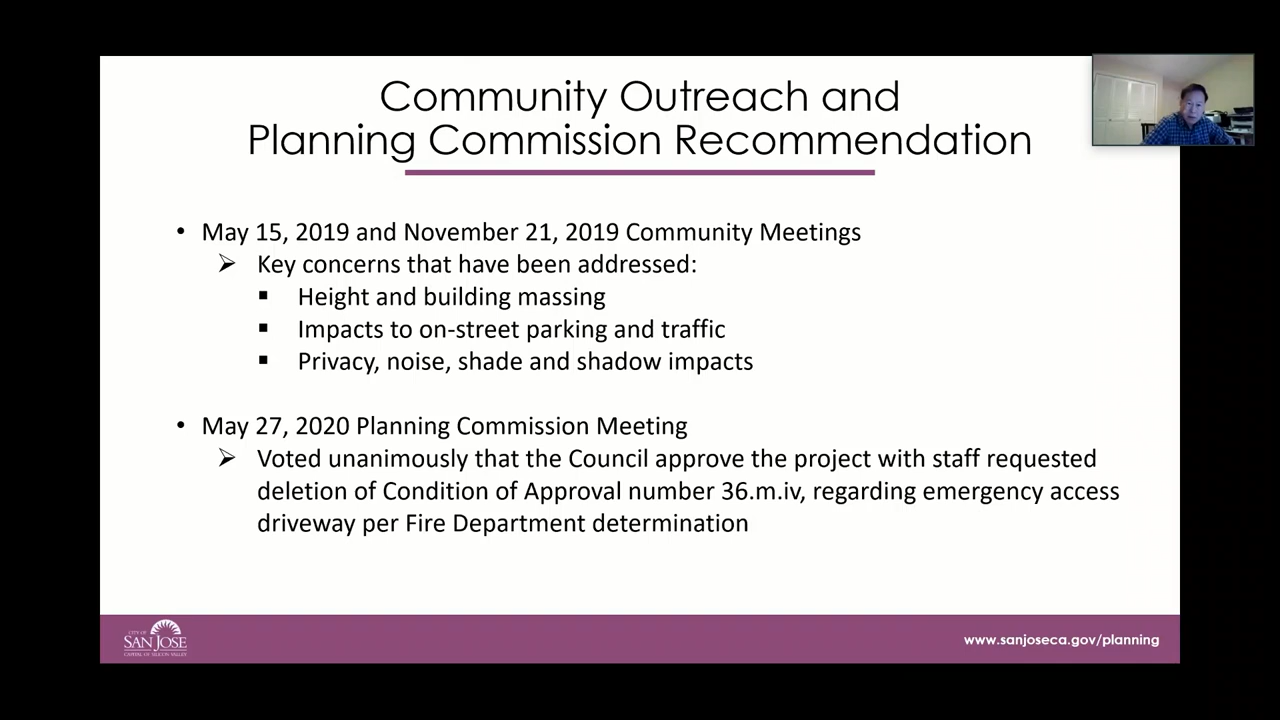 Community Outreach and
Planning Commission Recommendation
• May 15, 2019 and November 21, 2019 Community Meetings
➢ Key concerns that have been addressed:
▪ Height and building massing
▪ Impacts to on-street parking and traffic
▪ Privacy, noise, shade and shadow impacts
• May 27, 2020 Planning Commission Meeting
➢ Voted unanimously that the Council approve the project with staff requested
deletion of Condition of Approval number 36.m.iv, regarding emergency access
driveway per Fire Department determination
CITY OF
SAN JOSE
CAPITAL OF SILICON VALLEY
www.sanjoseca.gov/planning